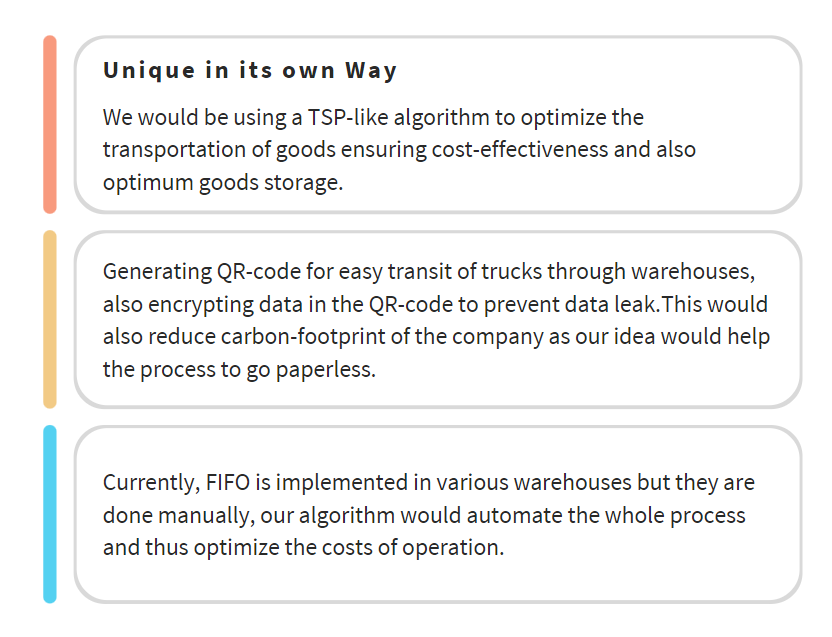 Unique in its own Way
We would be using a TSP-like algorithm to optimize the
transportation of goods ensuring cost-effectiveness and also
optimum goods storage.
Generating QR-code for easy transit of trucks through warehouses,
also encrypting data in the QR-code to prevent data leak.This would
also reduce carbon-footprint of the company as our idea would help
the process to go paperless.
Currently, FIFO is implemented in various warehouses but they are
done manually, our algorithm would automate the whole process
and thus optimize the costs of operation.